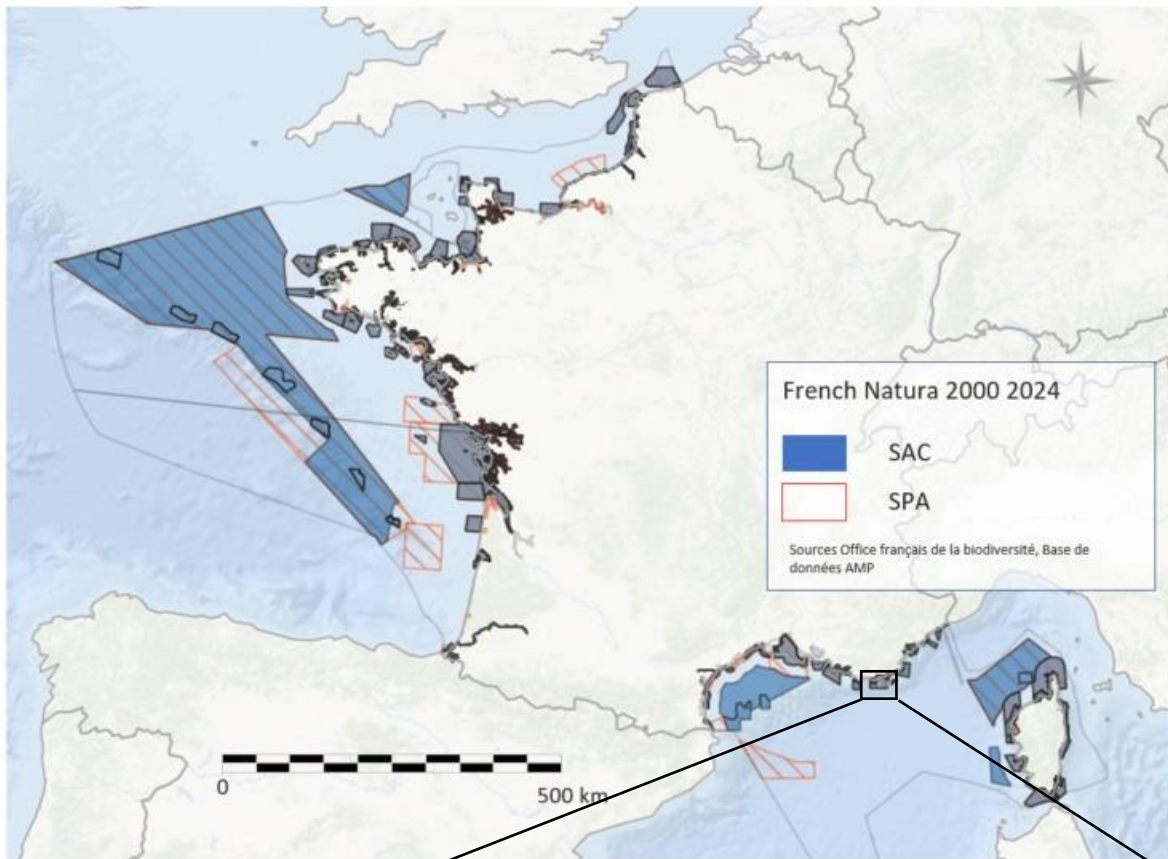 French Natura 2000 2024
SAC
SPA
Sources Office français de la biodiversité, Base de
données AMP
0
500 km